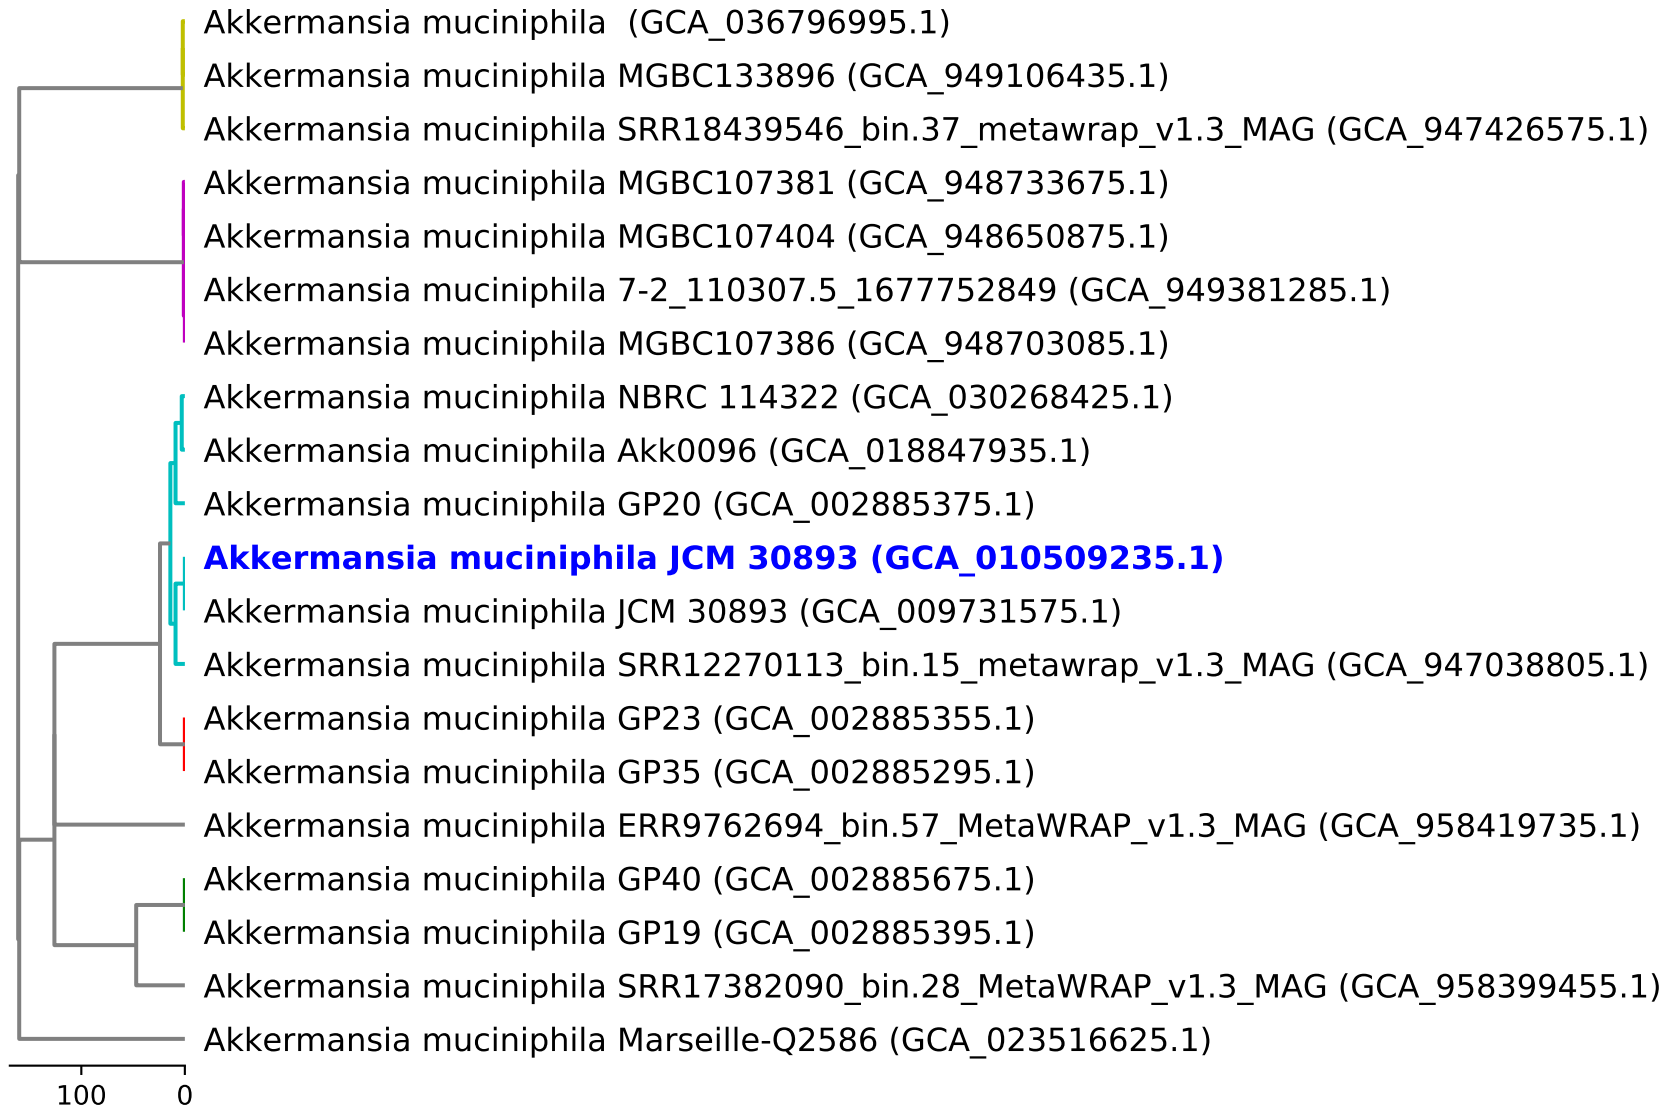 Akkermansia muciniphila  (GCA_036796995.1)
Akkermansia muciniphila MGBC133896 (GCA_949106435.1)
Akkermansia muciniphila SRR18439546_bin.37_metawrap_v1.3_MAG (GCA_947426575.1)
Akkermansia muciniphila MGBC107381 (GCA_948733675.1)
Akkermansia muciniphila MGBC107404 (GCA_948650875.1)
Akkermansia muciniphila 7-2_110307.5_1677752849 (GCA_949381285.1)
Akkermansia muciniphila MGBC107386 (GCA_948703085.1)
Akkermansia muciniphila NBRC 114322 (GCA_030268425.1)
Akkermansia muciniphila Akk0096 (GCA_018847935.1)
Akkermansia muciniphila GP20 (GCA_002885375.1)
Akkermansia muciniphila JCM 30893 (GCA_010509235.1)
Akkermansia muciniphila JCM 30893 (GCA_009731575.1)
Akkermansia muciniphila SRR12270113_bin.15_metawrap_v1.3_MAG (GCA_947038805.1)
Akkermansia muciniphila GP23 (GCA_002885355.1)
Akkermansia muciniphila GP35 (GCA_002885295.1)
Akkermansia muciniphila ERR9762694_bin.57_MetaWRAP_v1.3_MAG (GCA_958419735.1)
Akkermansia muciniphila GP40 (GCA_002885675.1)
Akkermansia muciniphila GP19 (GCA_002885395.1)
Akkermansia muciniphila SRR17382090_bin.28_MetaWRAP_v1.3_MAG (GCA_958399455.1)
Akkermansia muciniphila Marseille-Q2586 (GCA_023516625.1)
100 0